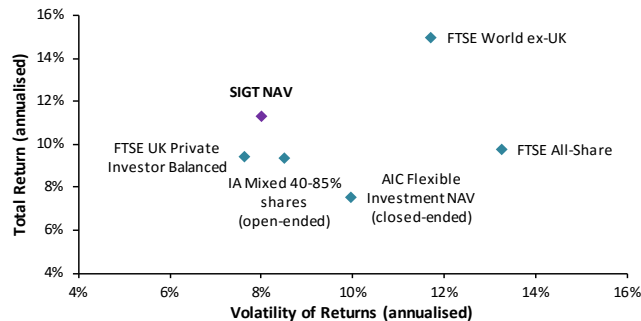 16%
14%
12%
10%
8%
6%
4%
Total Return (annualised)
FTSE World ex-UK
SIGT NAV
FTSE UK Private
Investor Balanced
IA Mixed 40-85%
shares
(open-ended)
AIC Flexible
Investment NAV
(closed-ended)
FTSE All-Share
4%
6%
8%
10%
12%
14%
16%
Volatility of Returns (annualised)